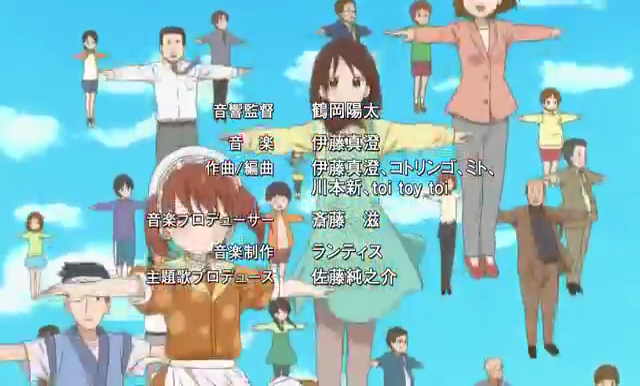 音響監督 鶴岡陽太
音 楽 伊藤真澄
作曲/編曲 伊藤真澄、コトリンゴ、ミト、
川本新、toi toy toi
音楽プロデューサー 斎藤 滋
音楽制作 ランティス
主題歌プロデュース 佐藤純之介